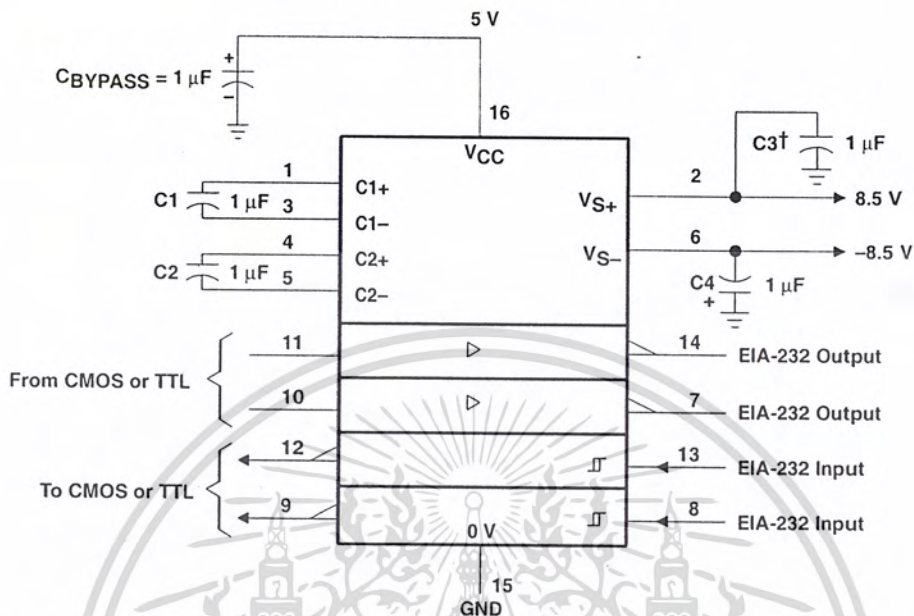 5 V
CBYPASS = 1 µF
+
−
16
VCC
C3†
1 µF
1
C1+
C1
1 µF
3
C1−
2
VS+
8.5 V
4
C2+
C2
1 µF
5
C2−
6
VS−
−8.5 V
C4
+
1 µF
From CMOS or TTL
11
14
EIA-232 Output
10
7
EIA-232 Output
To CMOS or TTL
12
13
EIA-232 Input
9
8
EIA-232 Input
0 V
15
GND